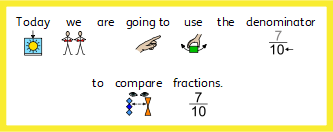 Today we are going to use the denominator
7
10
to compare fractions.
7
10